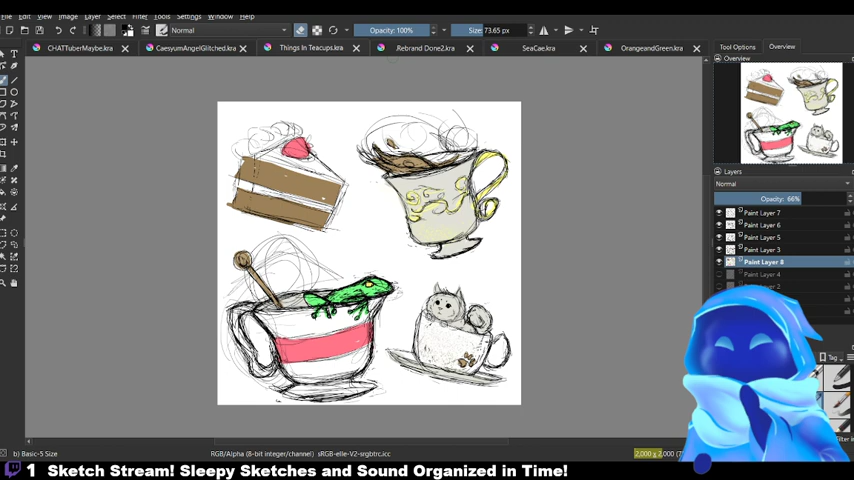 File Edit View Image Layer Select Filter Tools Settings Window Help
Normal
Opacity: 100%
Size: 73.65 px
CHATTuberMaybe.kra
CaesyumAngelGlitched.kra
Things In Teacups.kra
.Rebrand Done2.kra
SeaCae.kra
OrangeandGreen.kra
Tool Options
Overview
Overview
Layers
Normal
Opacity: 66%
Paint Layer 7
Paint Layer 6
Paint Layer 5
Paint Layer 3
Paint Layer 8
Paint Layer 4
Tag
b) Basic-5 Size
RGB/Alpha (8-bit integer/channel) sRGB-elle-V2-srgbtrc.icc
2,000 x 2,000
1 Sketch Stream! Sleepy Sketches and Sound Organized in Time!